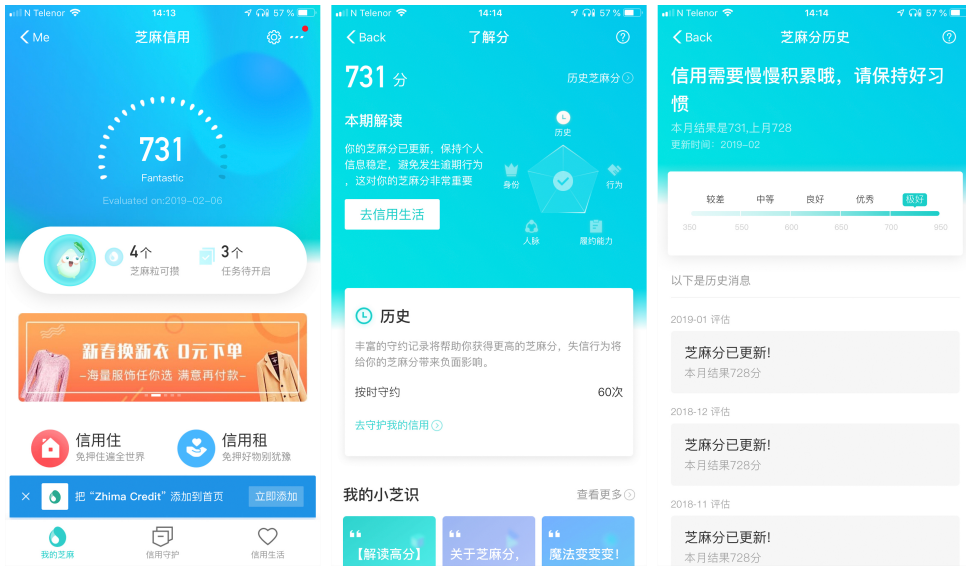 N Telenor
14:13
57 %
Me
芝麻信用
731
Fantastic
Evaluated on:2019-02-06
4个
芝麻粒可攒
3个
任务待开启
新春换新衣 0元下单
–海量服饰任你选 满意再付款–
信用住
免押住遍全世界
信用租
免押好物别犹豫
把“Zhima Credit”添加到首页
立即添加
我的芝麻
信用守护
信用生活
N Telenor
14:14
57 %
Back
了解分
731 分
历史芝麻分
本期解读
你的芝麻分已更新，保持个人
信息稳定，避免发生逾期行为
，这对你的芝麻分非常重要
去信用生活
历史
身份
行为
人脉
履约能力
历史
丰富的守约记录将帮助你获得更高的芝麻分，失信行为将
给你的芝麻分带来负面影响。
按时守约
60次
去守护我的信用
我的小芝识
查看更多
【解读高分】
关于芝麻分，
魔法变变变！
N Telenor
14:14
57 %
Back
芝麻分历史
信用需要慢慢积累哦，请保持好习
惯
本月结果是731,上月728
更新时间：2019-02
较差 中等 良好 优秀 极好
350 550 600 650 700 950
以下是历史消息
2019-01 评估
芝麻分已更新!
本月结果728分
2018-12 评估
芝麻分已更新!
本月结果728分
2018-11 评估
芝麻分已更新!
本月结果728分